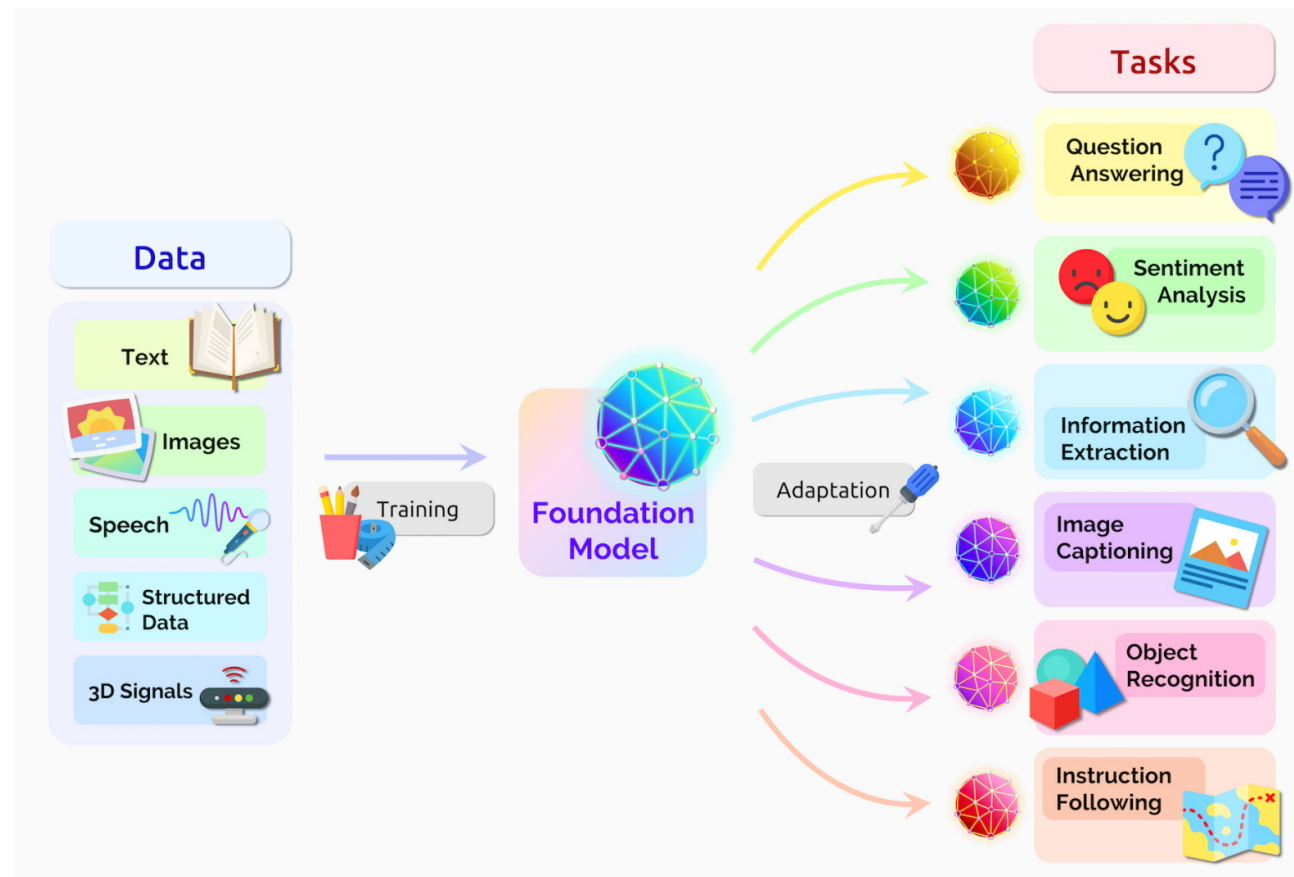 Data
Text
Images
Speech
Structured
Data
3D Signals
Training
Foundation
Model
Adaptation
Tasks
Question
Answering
Sentiment
Analysis
Information
Extraction
Image
Captioning
Object
Recognition
Instruction
Following